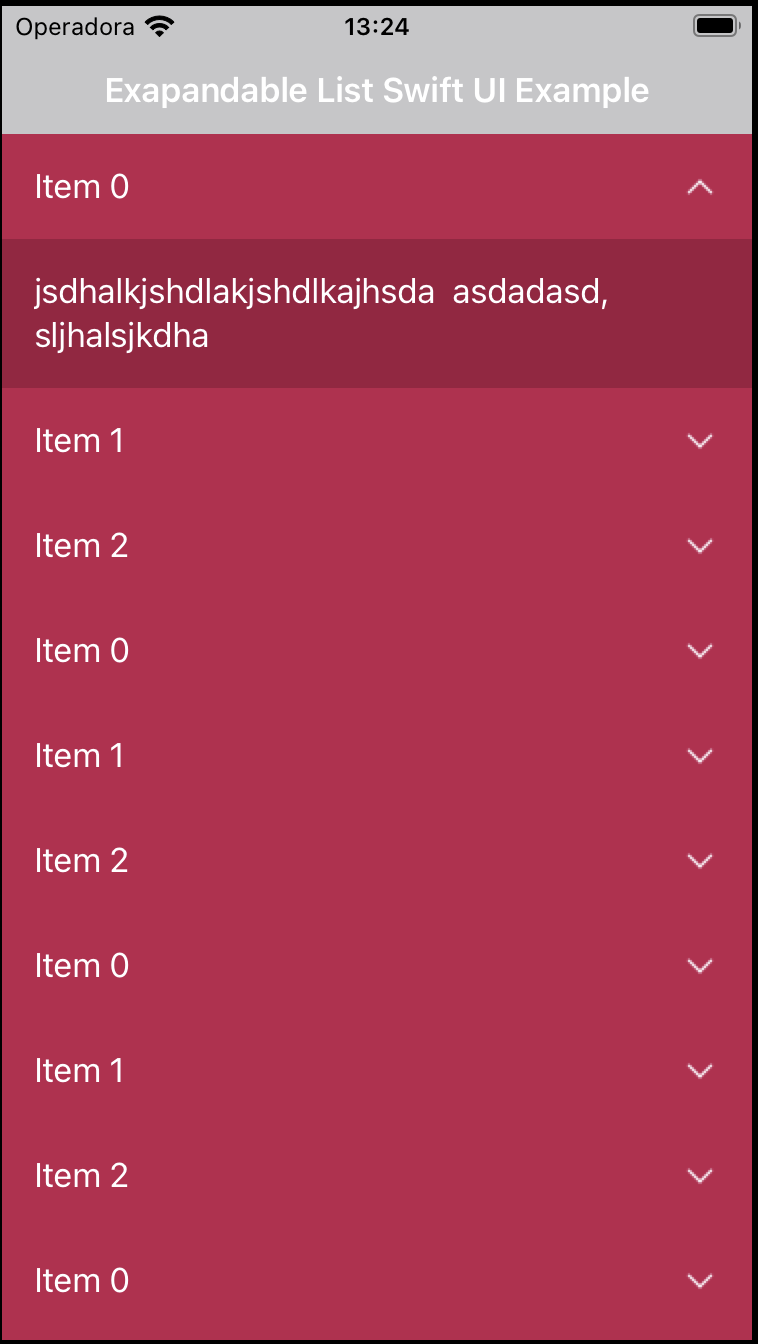 Operadora 13:24
Exapandable List Swift UI Example
Item 0
jsdhalkjshdlakjshdlkajhsda  asdadasd,
sljhalsjkdha
Item 1
Item 2
Item 0
Item 1
Item 2
Item 0
Item 1
Item 2
Item 0